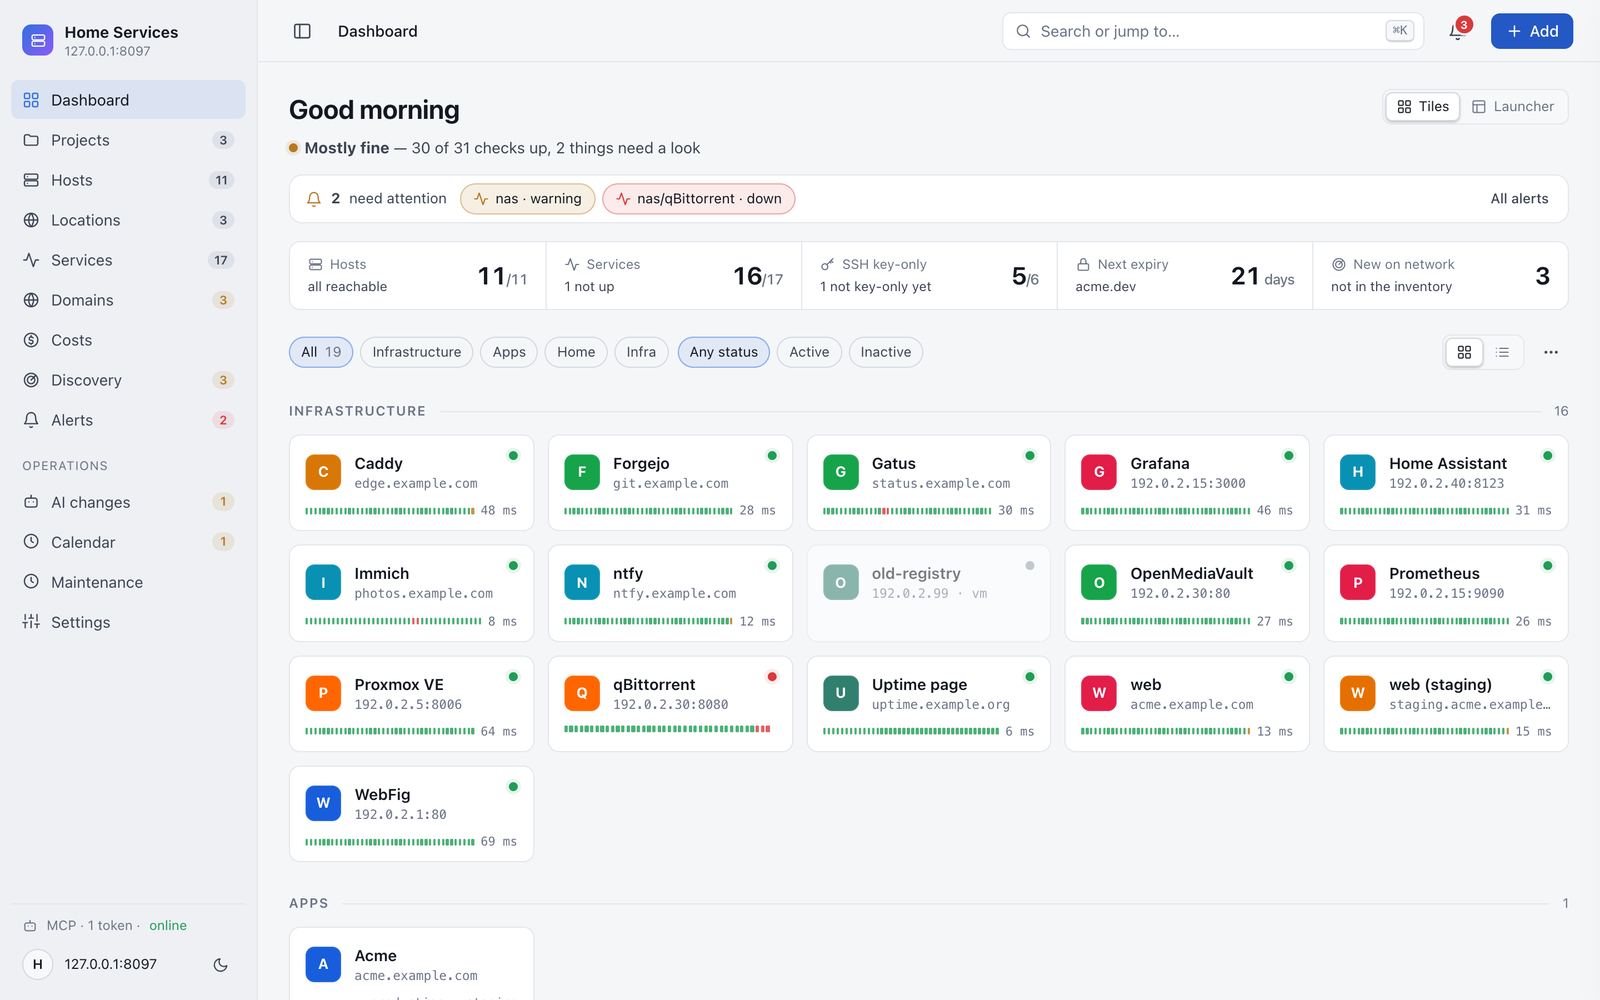 Home Services
127.0.0.1:8097
Dashboard
Projects 3
Hosts 11
Locations 3
Services 17
Domains 3
Costs
Discovery 3
Alerts 2
OPERATIONS
AI changes 1
Calendar 1
Maintenance
Settings
MCP · 1 token · online
H 127.0.0.1:8097
Dashboard
Search or jump to... ⌘K
3
+ Add
Good morning
Tiles Launcher
Mostly fine — 30 of 31 checks up, 2 things need a look
2 need attention nas · warning nas/qBittorrent · down All alerts
Hosts
all reachable
11/11
Services
1 not up
16/17
SSH key-only
1 not key-only yet
5/6
Next expiry
acme.dev
21 days
New on network
not in the inventory
3
All 19 Infrastructure Apps Home Infra Any status Active Inactive
INFRASTRUCTURE 16
C Caddy
edge.example.com
48 ms
F Forgejo
git.example.com
28 ms
G Gatus
status.example.com
30 ms
G Grafana
192.0.2.15:3000
46 ms
H Home Assistant
192.0.2.40:8123
31 ms
I Immich
photos.example.com
8 ms
N ntfy
ntfy.example.com
12 ms
O old-registry
192.0.2.99 · vm
O OpenMediaVault
192.0.2.30:80
27 ms
P Prometheus
192.0.2.15:9090
26 ms
P Proxmox VE
192.0.2.5:8006
64 ms
Q qBittorrent
192.0.2.30:8080
U Uptime page
uptime.example.org
6 ms
W web
acme.example.com
13 ms
W web (staging)
staging.acme.example…
15 ms
W WebFig
192.0.2.1:80
69 ms
APPS 1
A Acme
acme.example.com